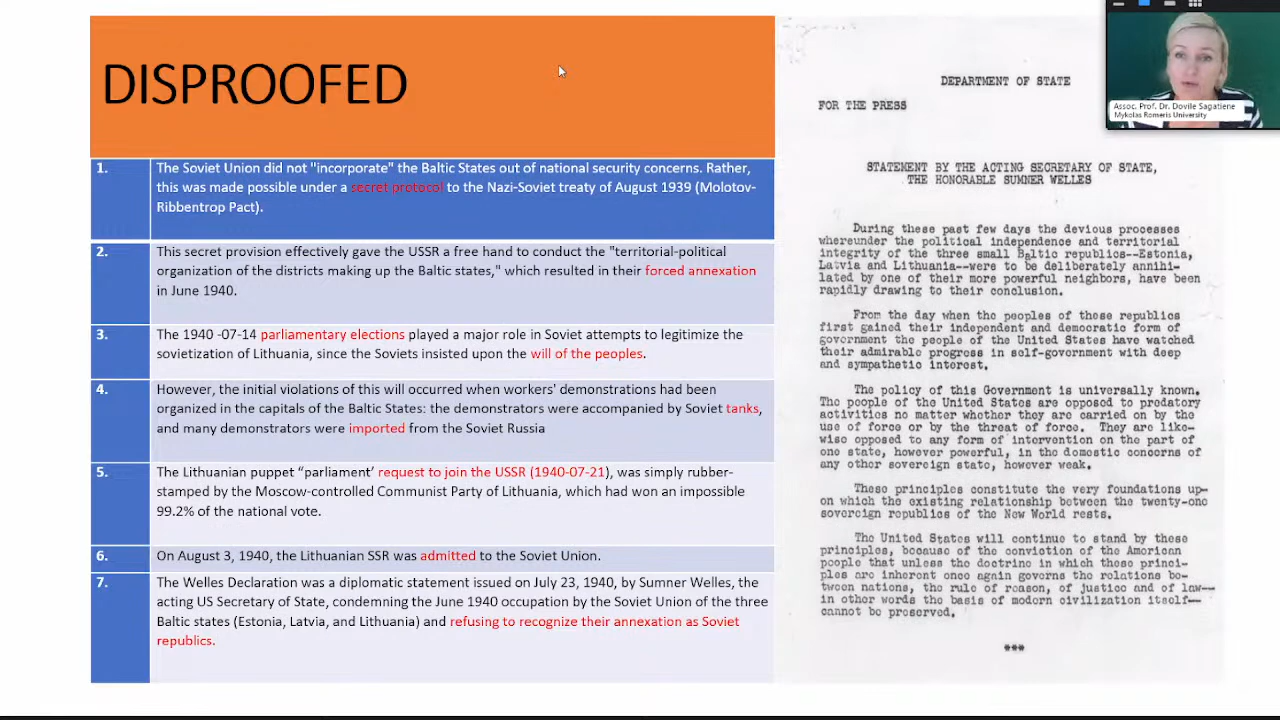 DISPROOFED
1.
The Soviet Union did not "incorporate" the Baltic States out of national security concerns. Rather,
this was made possible under a secret protocol to the Nazi-Soviet treaty of August 1939 (Molotov-
Ribbentrop Pact).
2.
This secret provision effectively gave the USSR a free hand to conduct the "territorial-political
organization of the districts making up the Baltic states," which resulted in their forced annexation
in June 1940.
3.
The 1940 -07-14 parliamentary elections played a major role in Soviet attempts to legitimize the
sovietization of Lithuania, since the Soviets insisted upon the will of the peoples.
4.
However, the initial violations of this will occurred when workers' demonstrations had been
organized in the capitals of the Baltic States: the demonstrators were accompanied by Soviet tanks,
and many demonstrators were imported from the Soviet Russia
5.
The Lithuanian puppet “parliament’ request to join the USSR (1940-07-21), was simply rubber-
stamped by the Moscow-controlled Communist Party of Lithuania, which had won an impossible
99.2% of the national vote.
6.
On August 3, 1940, the Lithuanian SSR was admitted to the Soviet Union.
7.
The Welles Declaration was a diplomatic statement issued on July 23, 1940, by Sumner Welles, the
acting US Secretary of State, condemning the June 1940 occupation by the Soviet Union of the three
Baltic states (Estonia, Latvia, and Lithuania) and refusing to recognize their annexation as Soviet
republics.
DEPARTMENT OF STATE
FOR THE PRESS
STATEMENT BY THE ACTING SECRETARY OF STATE,
THE HONORABLE SUMNER WELLES
During these past few days the devious processes
whereunder the political independence and territorial
integrity of the three small Baltic republics--Estonia,
Latvia and Lithuania--were to be deliberately annihi-
lated by one of their more powerful neighbors, have been
rapidly drawing to their conclusion.
From the day when the peoples of these republics
first gained their independent and democratic form of
government the people of the United States have watched
their admirable progress in self-government with deep
and sympathetic interest.
The policy of this Government is universally known.
The people of the United States are opposed to predatory
activities no matter whether they are carried on by the
use of force or by the threat of force. They are like-
wise opposed to any form of intervention on the part of
one state, however powerful, in the domestic concerns of
any other sovereign state, however weak.
These principles constitute the very foundations up-
on which the existing relationship between the twenty-one
sovereign republics of the New World rests.
The United States will continue to stand by these
principles, because of the conviction of the American
people that unless the doctrine in which these princi-
ples are inherent once again governs the relations be-
tween nations, the rule of reason, of justice and of law--
in other words the basis of modern civilization itself--
cannot be preserved.
***
Assoc. Prof. Dr. Dovile Sagatiene
Mykolas Romeris University